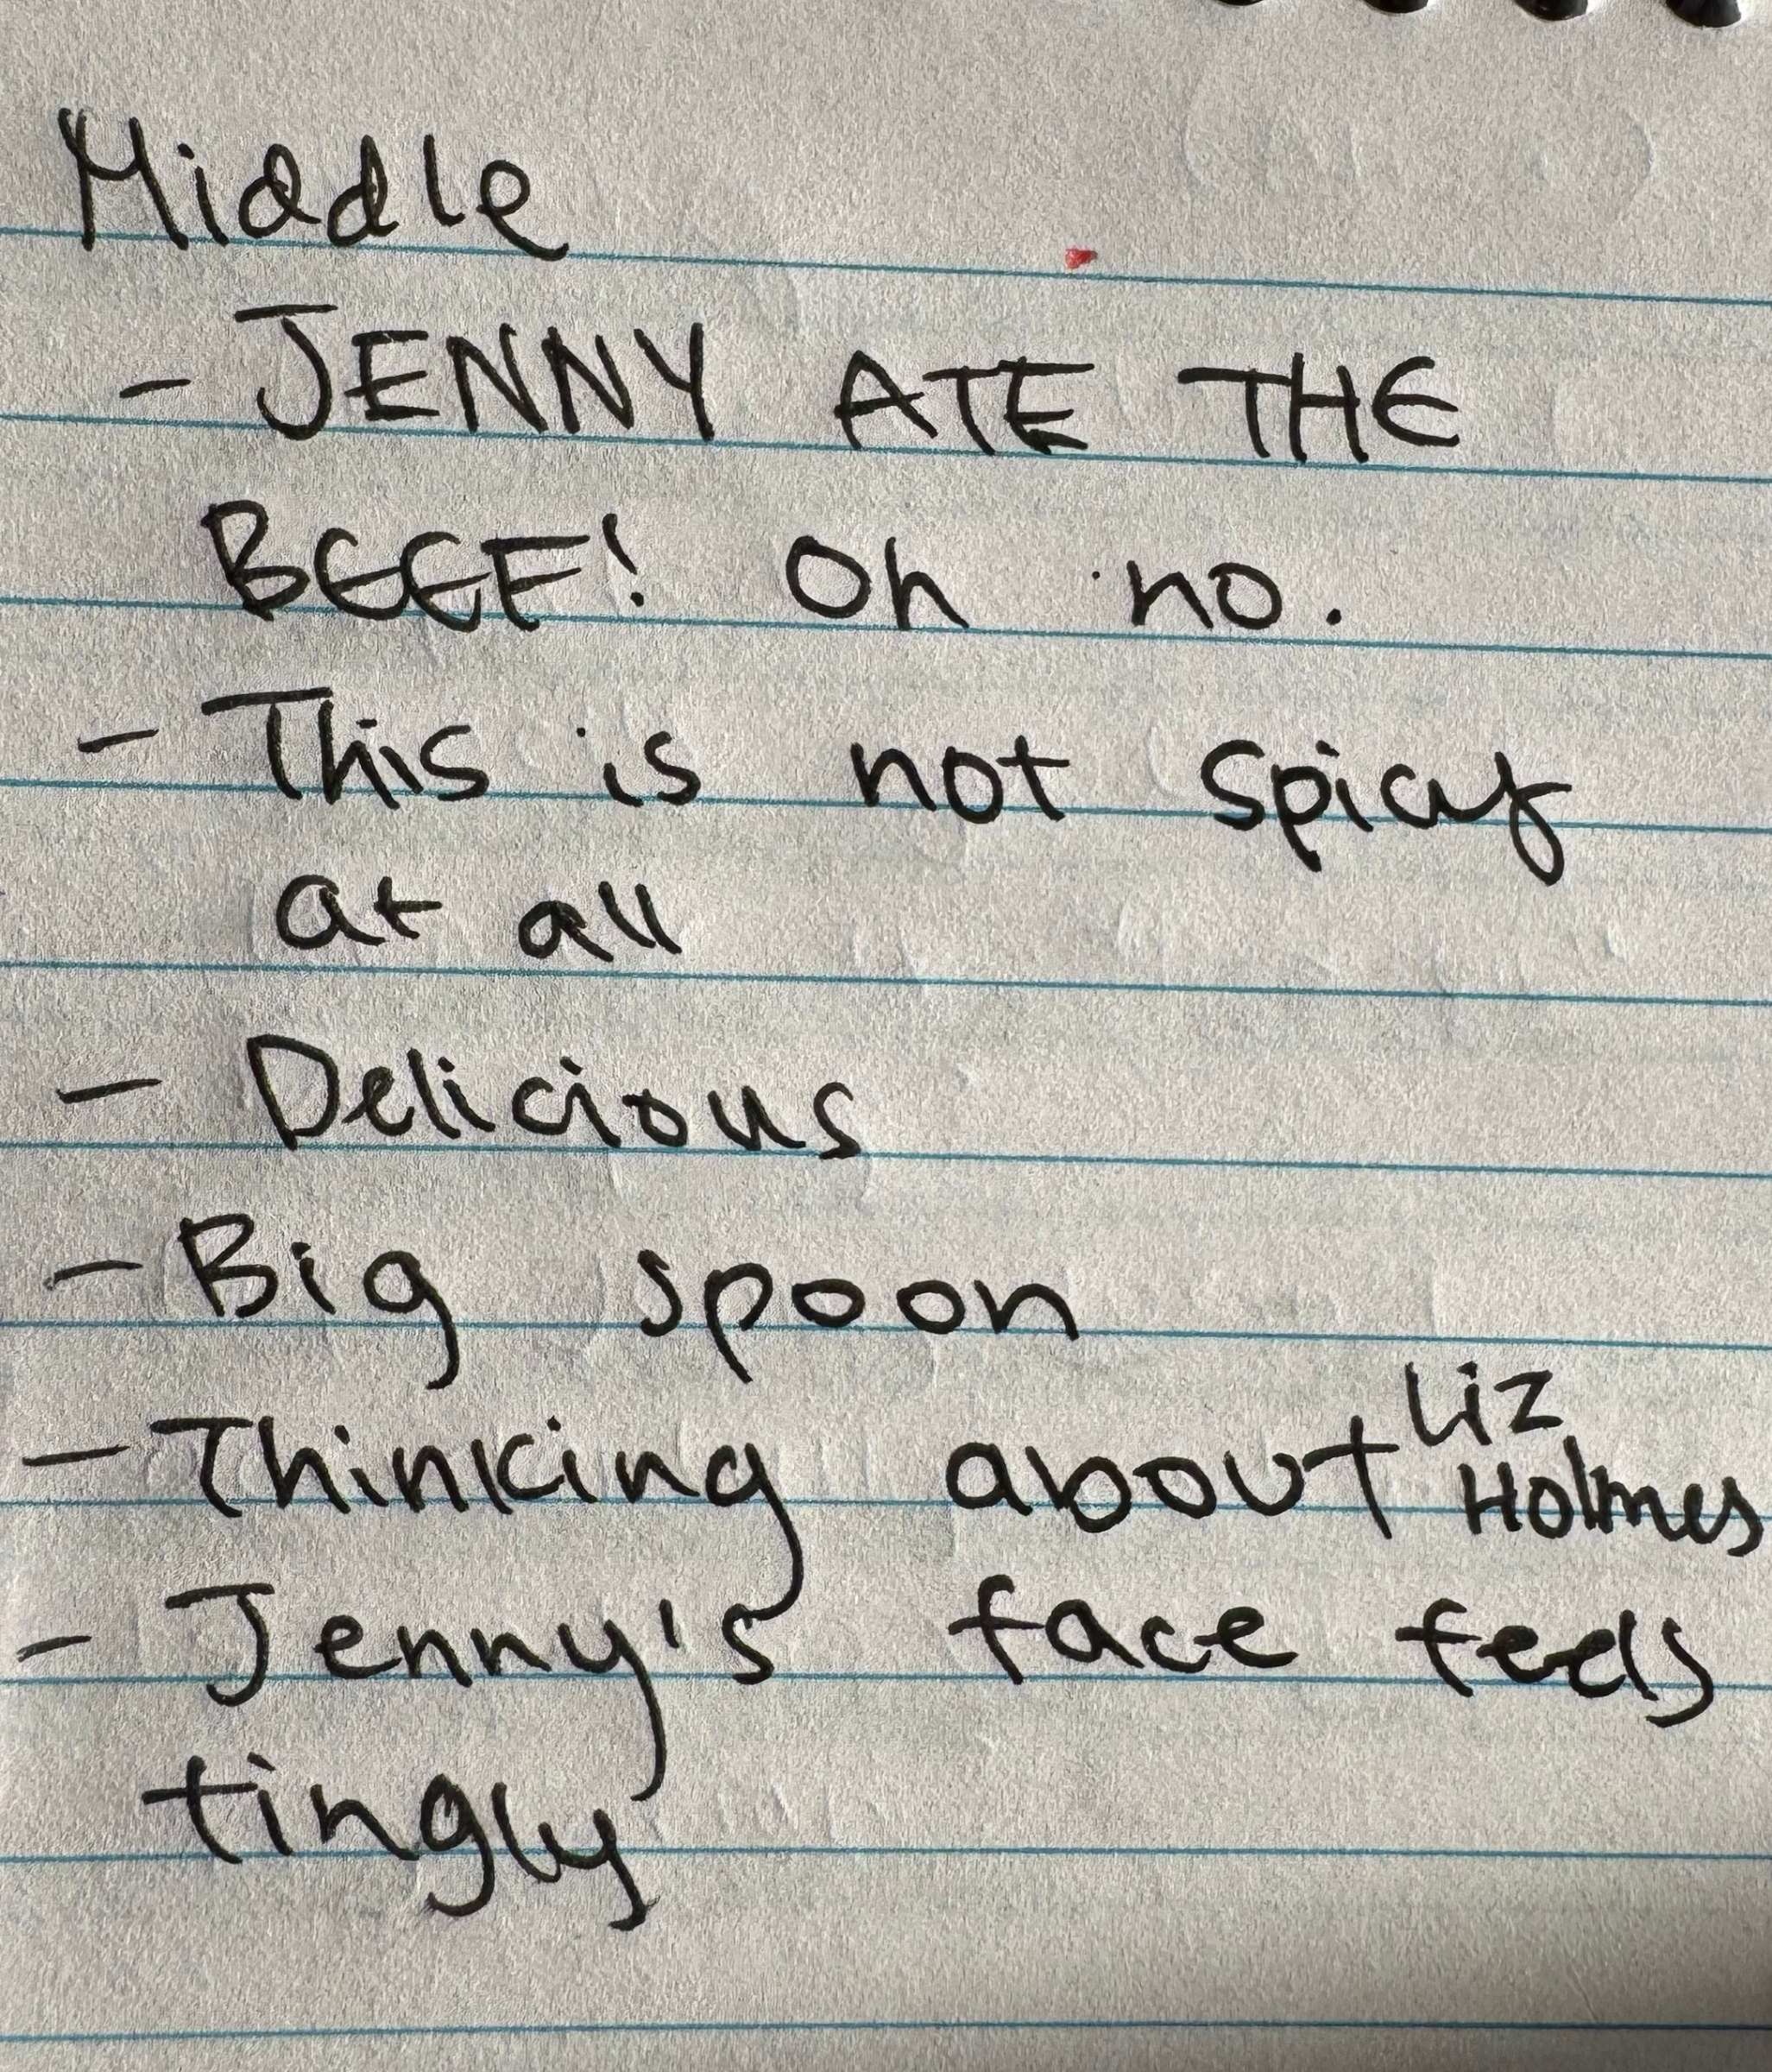 Middle
- JENNY ATE THE
BEEF! Oh no.
- This is not spicy
at all
- Delicious
- Big spoon
- Thinking about Liz Holmes
- Jenny's face feels
tingly